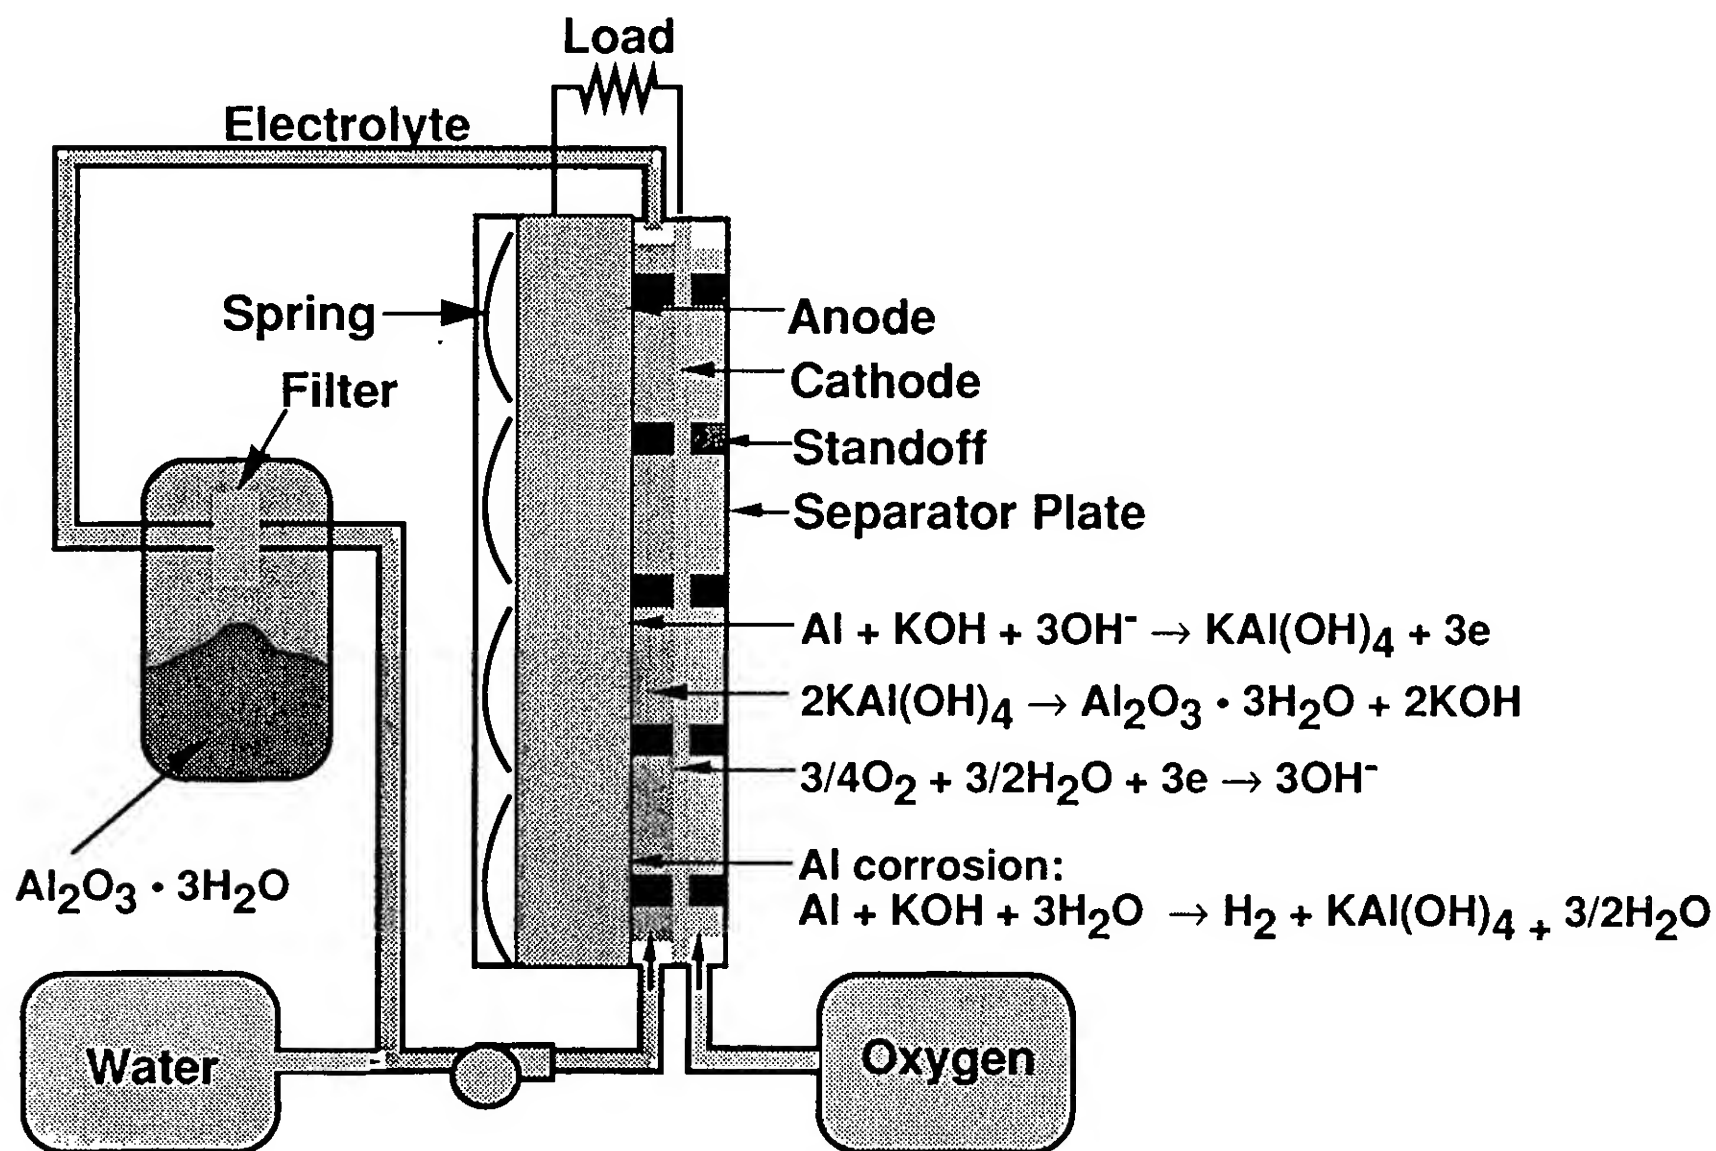 Load
Electrolyte
Spring
Anode
Filter
Cathode
Standoff
Separator Plate
Al + KOH + 3OH⁻ → KAl(OH)₄ + 3e
2KAl(OH)₄ → Al₂O₃ • 3H₂O + 2KOH
3/4O₂ + 3/2H₂O + 3e → 3OH⁻
Al corrosion:
Al + KOH + 3H₂O → H₂ + KAl(OH)₄ + 3/2H₂O
Al₂O₃ • 3H₂O
Water
Oxygen